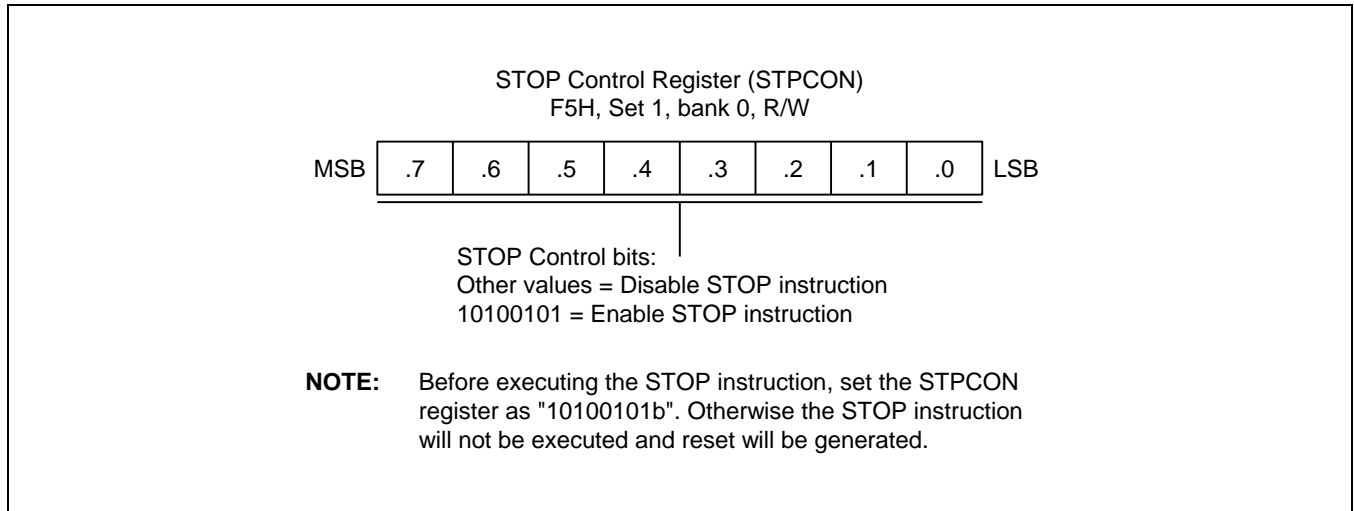 STOP Control Register (STPCON)
F5H, Set 1, bank 0, R/W
MSB .7 .6 .5 .4 .3 .2 .1 .0 LSB
STOP Control bits:
Other values = Disable STOP instruction
10100101 = Enable STOP instruction
NOTE: Before executing the STOP instruction, set the STPCON
register as "10100101b". Otherwise the STOP instruction
will not be executed and reset will be generated.